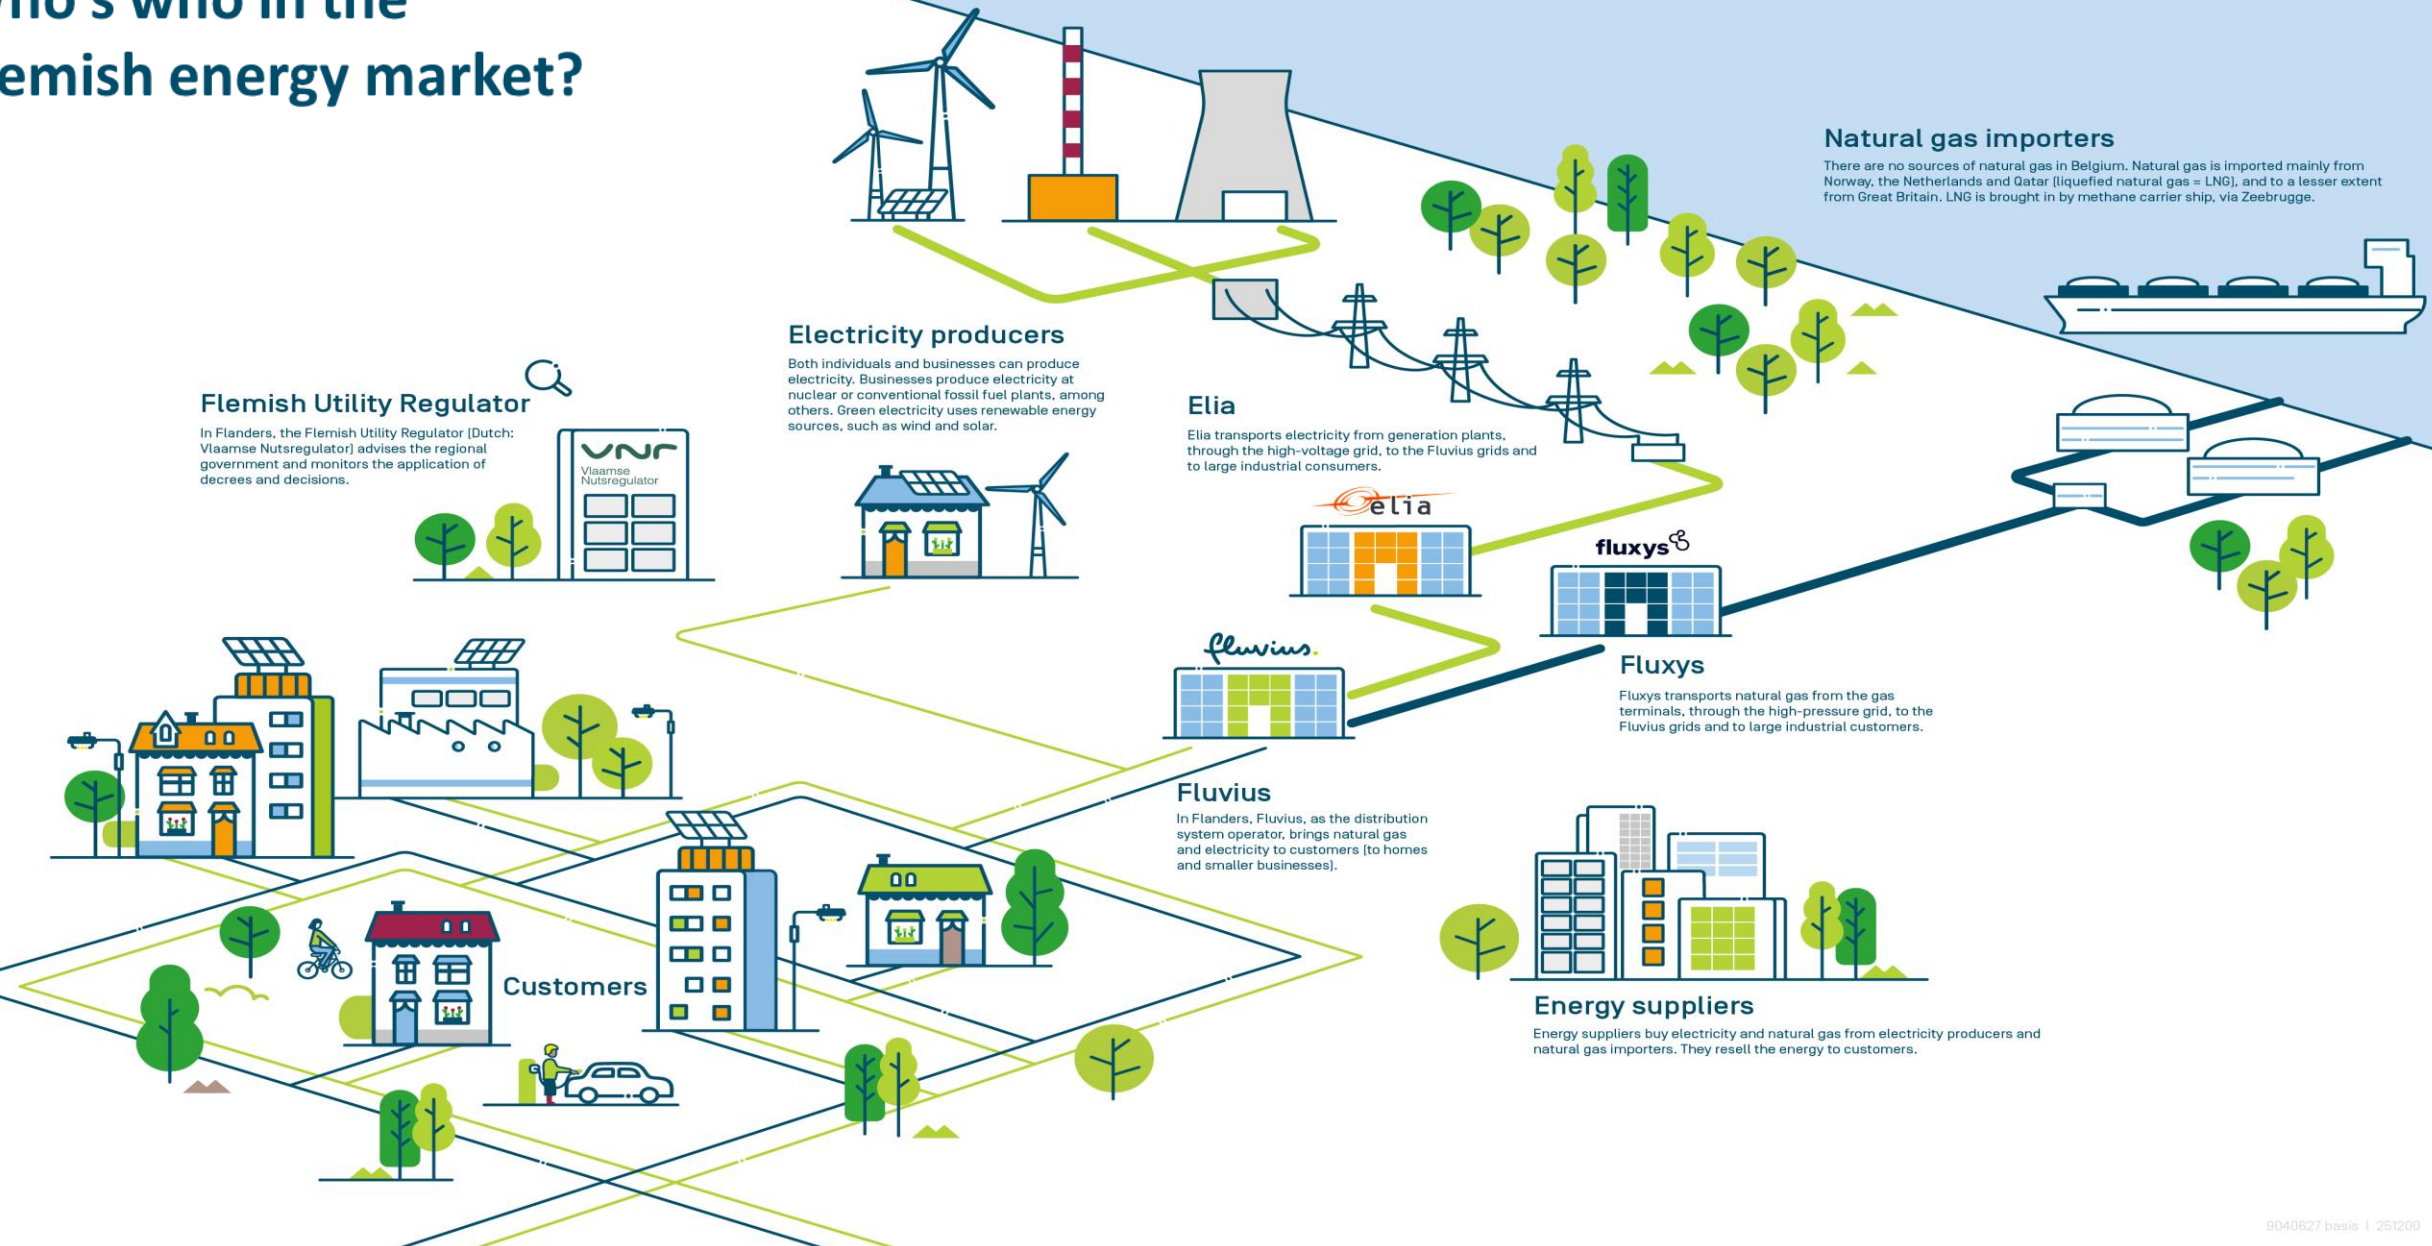 who's who in the
emish energy market?
Natural gas importers
There are no sources of natural gas in Belgium. Natural gas is imported mainly from
Norway, the Netherlands and Qatar (liquefied natural gas = LNG), and to a lesser extent
from Great Britain. LNG is brought in by methane carrier ship, via Zeebrugge.
Electricity producers
Both individuals and businesses can produce
electricity. Businesses produce electricity at
nuclear or conventional fossil fuel plants, among
others. Green electricity uses renewable energy
sources, such as wind and solar.
Flemish Utility Regulator
In Flanders, the Flemish Utility Regulator (Dutch:
Vlaamse Nutsregulator) advises the regional
government and monitors the application of
decrees and decisions.
vnr
Vlaamse
Nutsregulator
Elia
Elia transports electricity from generation plants,
through the high-voltage grid, to the Fluvius grids and
to large industrial consumers.
elia
fluxys
Fluxys
Fluxys transports natural gas from the gas
terminals, through the high-pressure grid, to the
Fluvius grids and to large industrial customers.
fluvius.
Fluvius
In Flanders, Fluvius, as the distribution
system operator, brings natural gas
and electricity to customers (to homes
and smaller businesses).
Customers
Energy suppliers
Energy suppliers buy electricity and natural gas from electricity producers and
natural gas importers. They resell the energy to customers.
9040627 basis | 251200